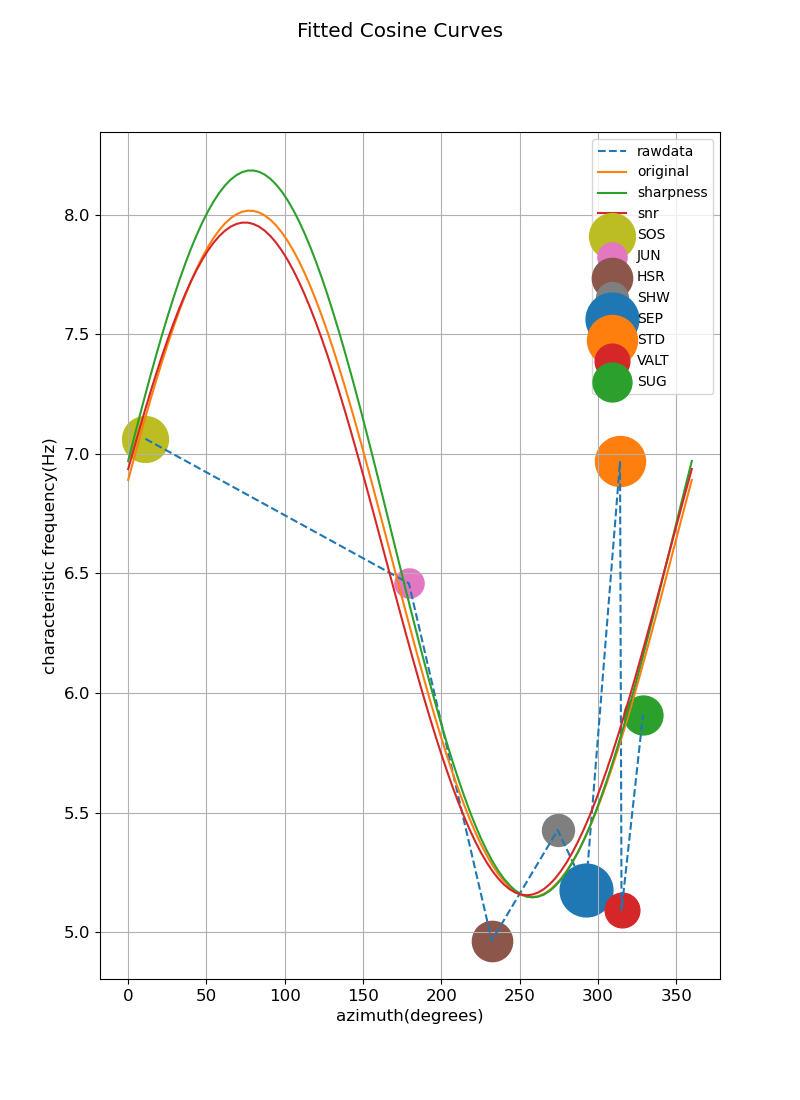 Fitted Cosine Curves
rawdata
original
sharpness
snr
SOS
JUN
HSR
SHW
SEP
STD
VALT
SUG
characteristic frequency(Hz)
8.0
7.5
7.0
6.5
6.0
5.5
5.0
0 50 100 150 200 250 300 350
azimuth(degrees)